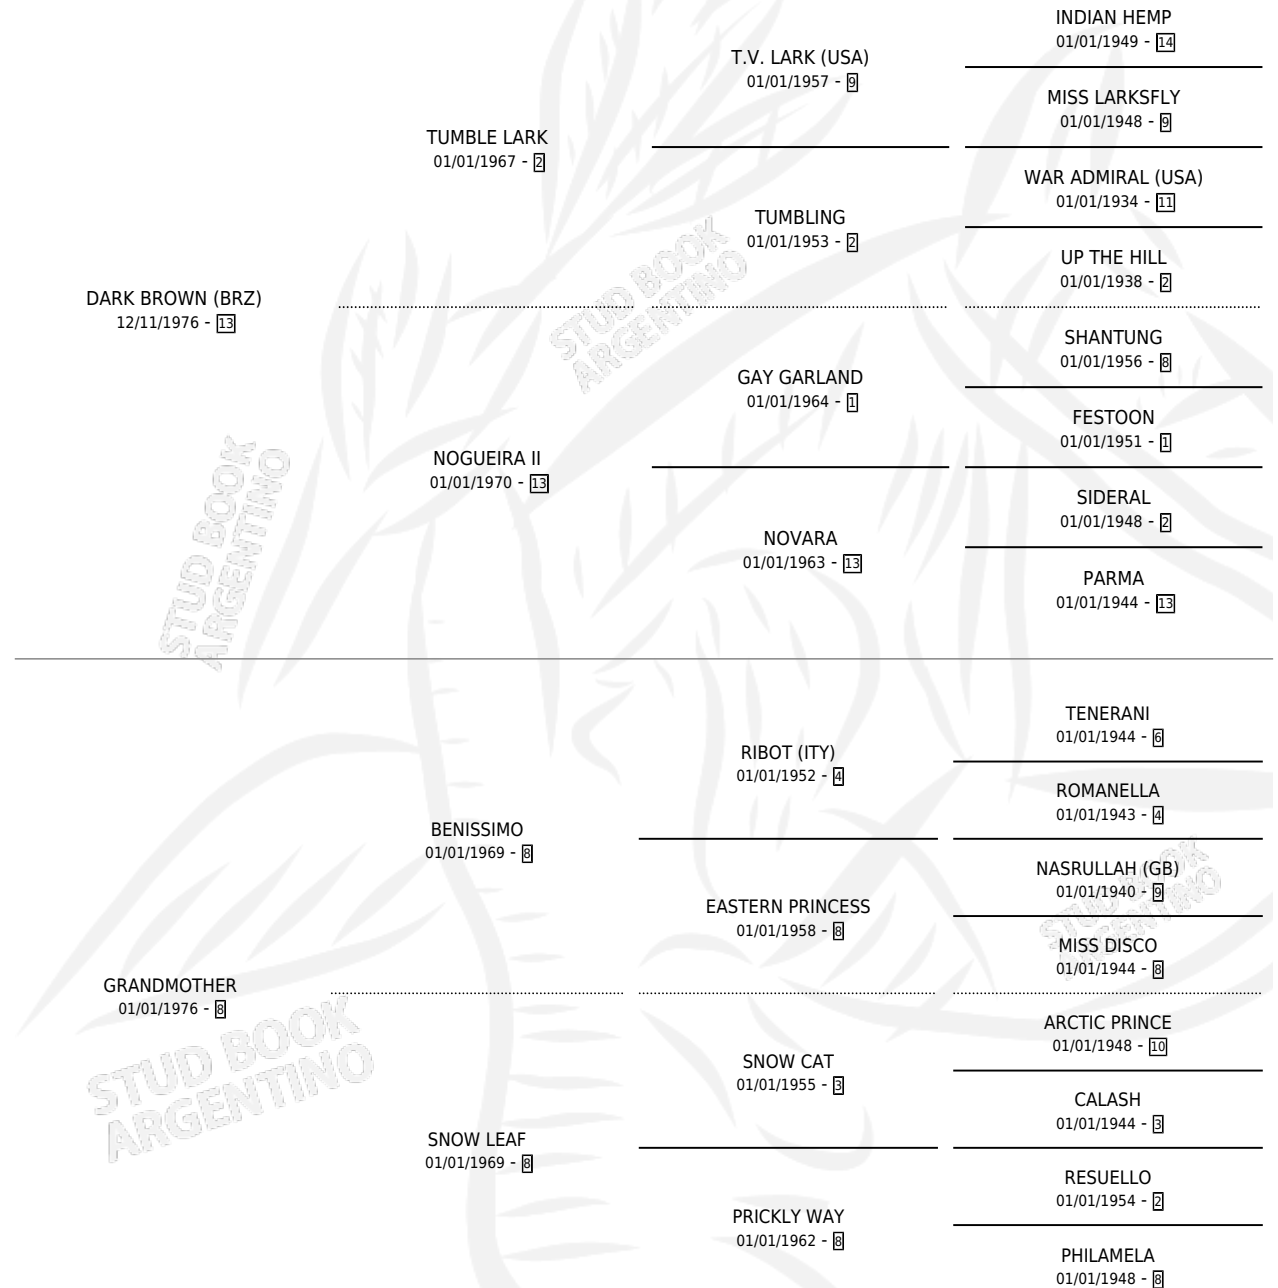 INDIAN HEMP
01/01/1949 - 14
T.V. LARK (USA)
01/01/1957 - 9
MISS LARKSFLY
01/01/1948 - 9
TUMBLE LARK
01/01/1967 - 2
WAR ADMIRAL (USA)
01/01/1934 - 11
TUMBLING
01/01/1953 - 2
UP THE HILL
01/01/1938 - 2
DARK BROWN (BRZ)
12/11/1976 - 13
STUD BOOK
ARGENTINO
SHANTUNG
01/01/1956 - 8
GAY GARLAND
01/01/1964 - 1
FESTOON
01/01/1951 - 1
NOGUEIRA II
01/01/1970 - 13
SIDERAL
01/01/1948 - 2
NOVARA
01/01/1963 - 13
PARMA
01/01/1944 - 13
STUD BOOK
ARGENTINO
TENERANI
01/01/1944 - 6
RIBOT (ITY)
01/01/1952 - 4
ROMANELLA
01/01/1943 - 4
BENISSIMO
01/01/1969 - 8
NASRULLAH (GB)
01/01/1940 - 9
EASTERN PRINCESS
01/01/1958 - 8
STUD BOOK
ARGENTINO
MISS DISCO
01/01/1944 - 8
GRANDMOTHER
01/01/1976 - 8
STUD BOOK
ARGENTINO
ARCTIC PRINCE
01/01/1948 - 10
SNOW CAT
01/01/1955 - 3
CALASH
01/01/1944 - 3
SNOW LEAF
01/01/1969 - 8
RESUELLO
01/01/1954 - 2
PRICKLY WAY
01/01/1962 - 8
PHILAMELA
01/01/1948 - 8